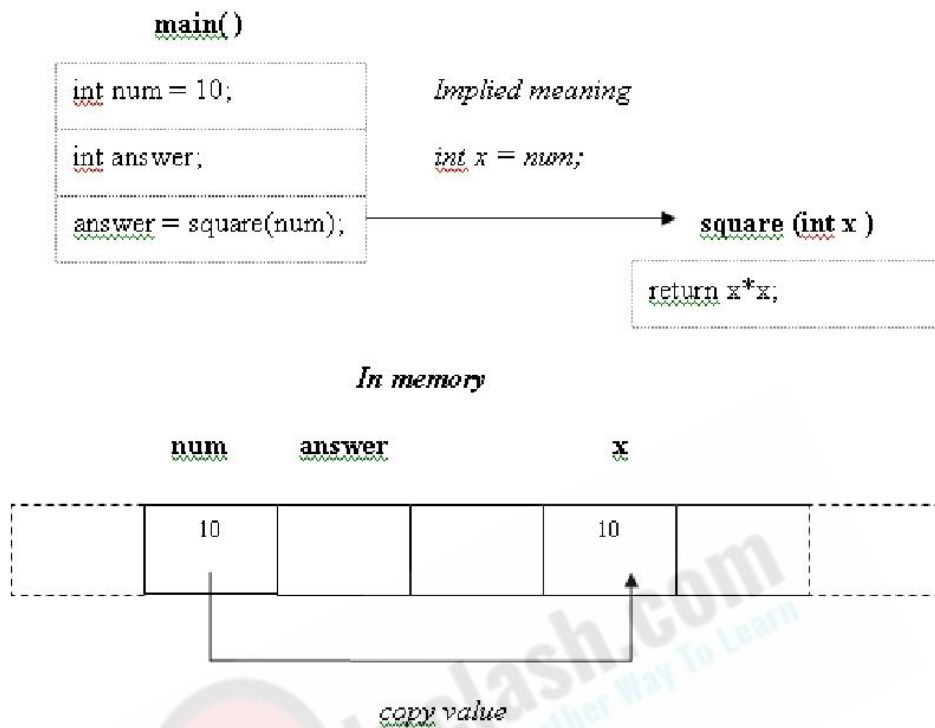 main( )
int num = 10;
Implied meaning
int answer;
int x = num;
answer = square(num);
square (int x )
return x*x;
In memory
num answer x
10 10
copy value